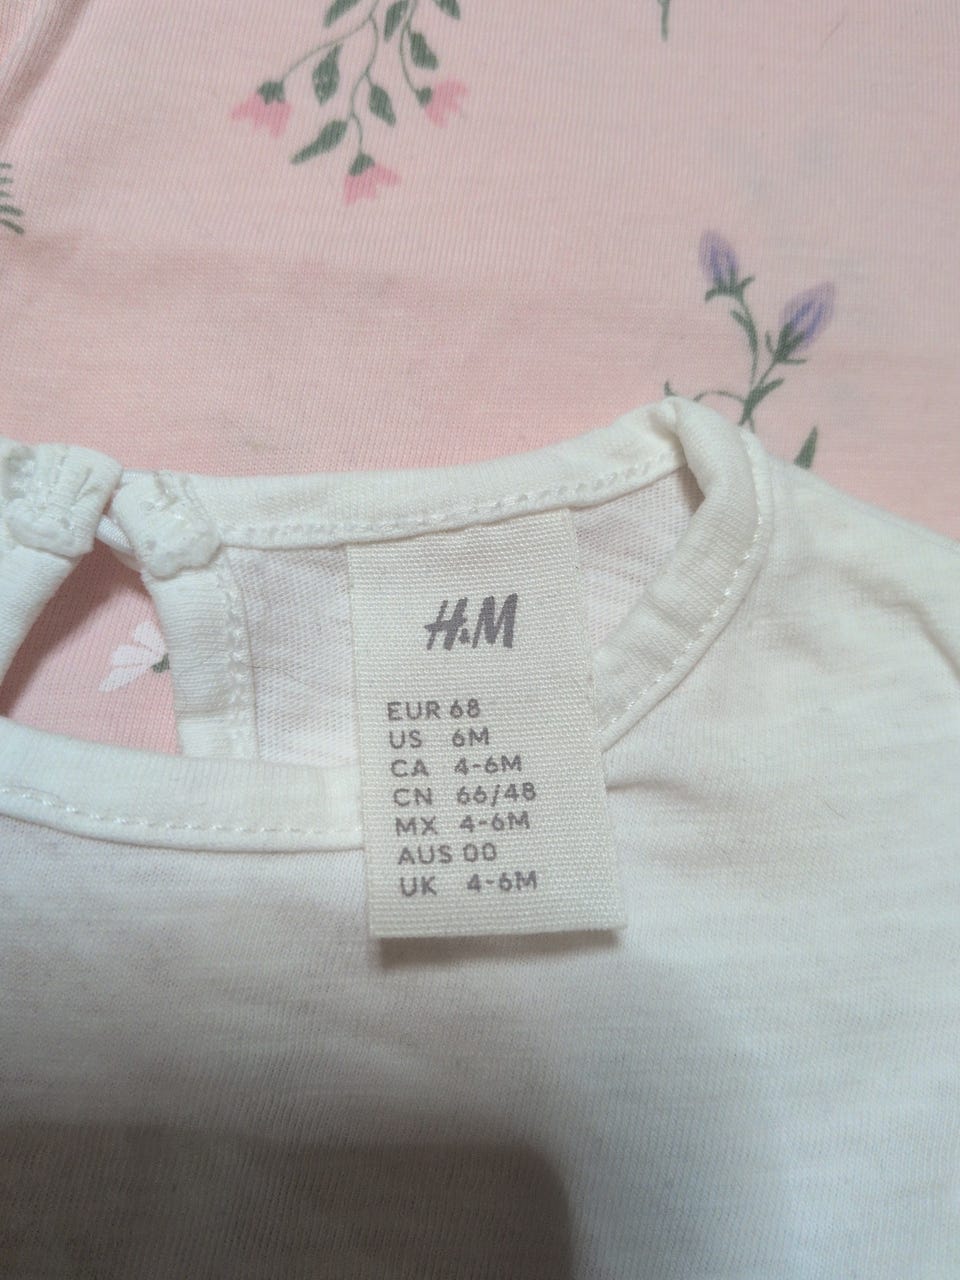 H&M
EUR 68
US 6M
CA 4-6M
CN 66/48
MX 4-6M
AUS 00
UK 4-6M